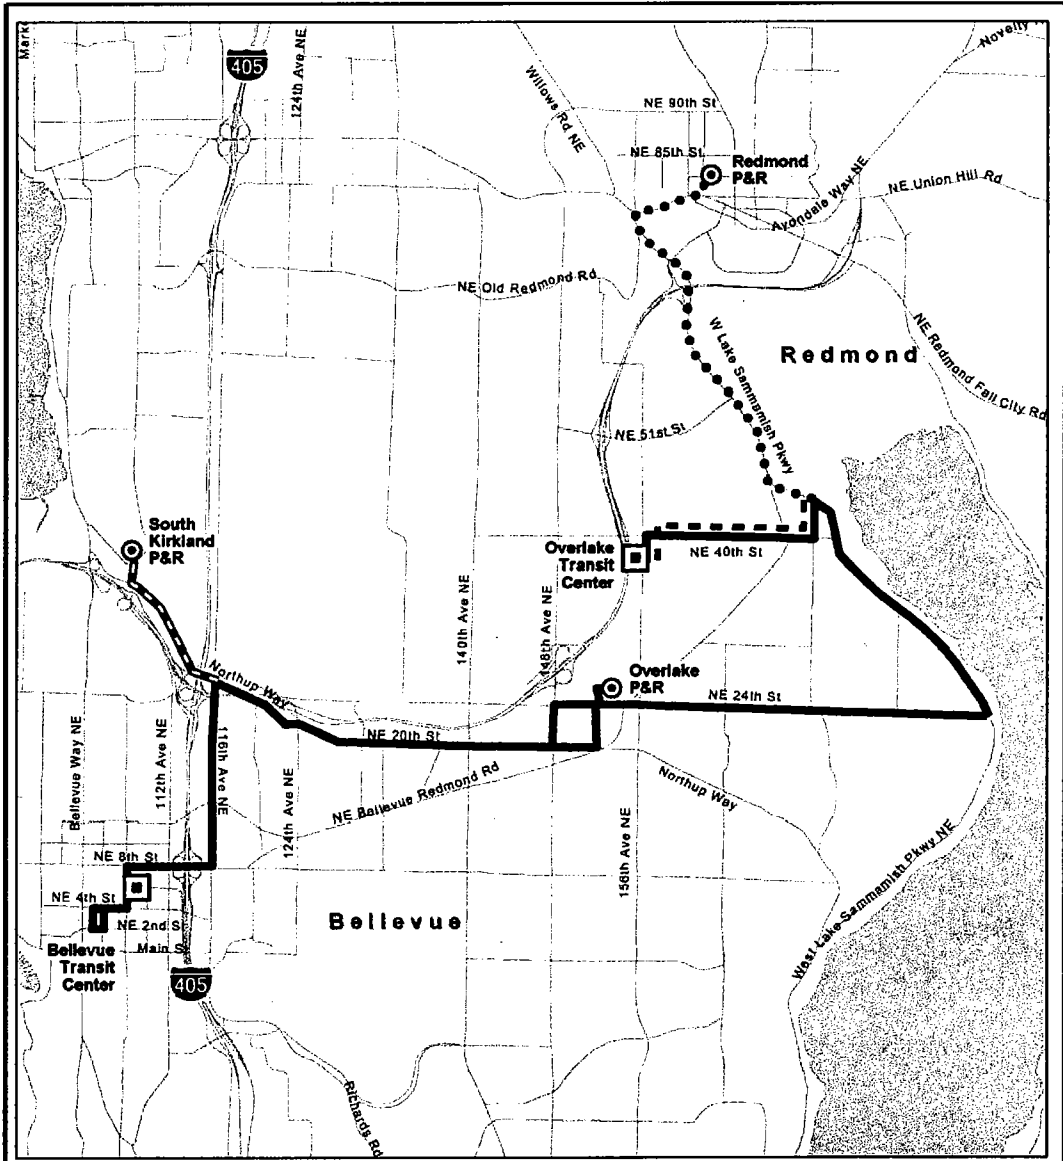 Mark
405
124th Ave NE
Willows Rd NE
Novelty
NE 90th St
NE 85th St
Redmond
P&R
NE Union Hill Rd
Avondale Way NE
NE Old Redmond Rd
W Lake Sammamish Pkwy
Redmond
NE Redmond Fall City Rd
NE 51st St
South
Kirkland
P&R
Overlake
Transit
Center
NE 40th St
140th Ave NE
148th Ave NE
Overlake
P&R
Northup Way
NE 24th St
Bellevue Way NE
112th Ave NE
116th Ave NE
NE 20th St
124th Ave NE
NE Bellevue Redmond Rd
Northup Way
156th Ave NE
NE 8th St
NE 4th St
NE 2nd S
Main S
Bellevue
Transit
Center
Bellevue
West Lake Sammamish Pkwy NE
405
Richards Rd